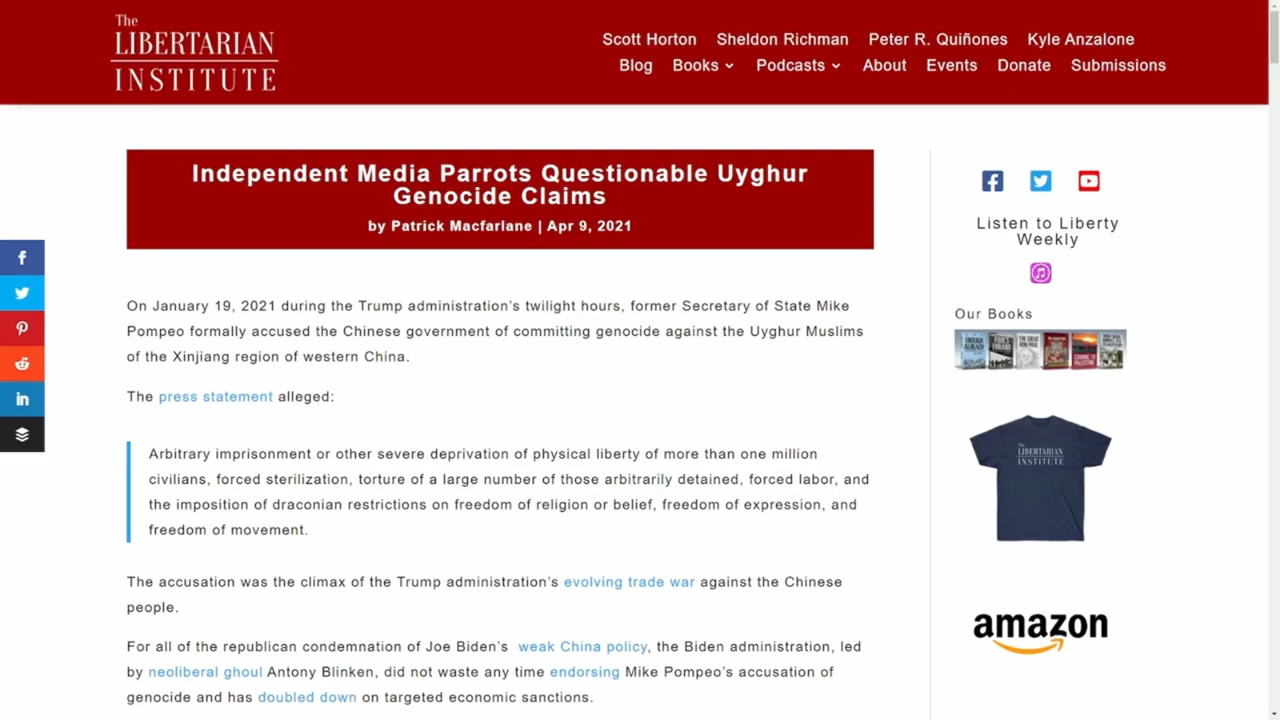 The
LIBERTARIAN
INSTITUTE
Scott Horton Sheldon Richman Peter R. Quiñones Kyle Anzalone
Blog Books Podcasts About Events Donate Submissions
Independent Media Parrots Questionable Uyghur
Genocide Claims
by Patrick Macfarlane | Apr 9, 2021
On January 19, 2021 during the Trump administration’s twilight hours, former Secretary of State Mike
Pompeo formally accused the Chinese government of committing genocide against the Uyghur Muslims
of the Xinjiang region of western China.
The press statement alleged:
Arbitrary imprisonment or other severe deprivation of physical liberty of more than one million
civilians, forced sterilization, torture of a large number of those arbitrarily detained, forced labor, and
the imposition of draconian restrictions on freedom of religion or belief, freedom of expression, and
freedom of movement.
The accusation was the climax of the Trump administration’s evolving trade war against the Chinese
people.
For all of the republican condemnation of Joe Biden’s weak China policy, the Biden administration, led
by neoliberal ghoul Antony Blinken, did not waste any time endorsing Mike Pompeo’s accusation of
genocide and has doubled down on targeted economic sanctions.
Listen to Liberty
Weekly
Our Books
The
LIBERTARIAN
INSTITUTE
amazon